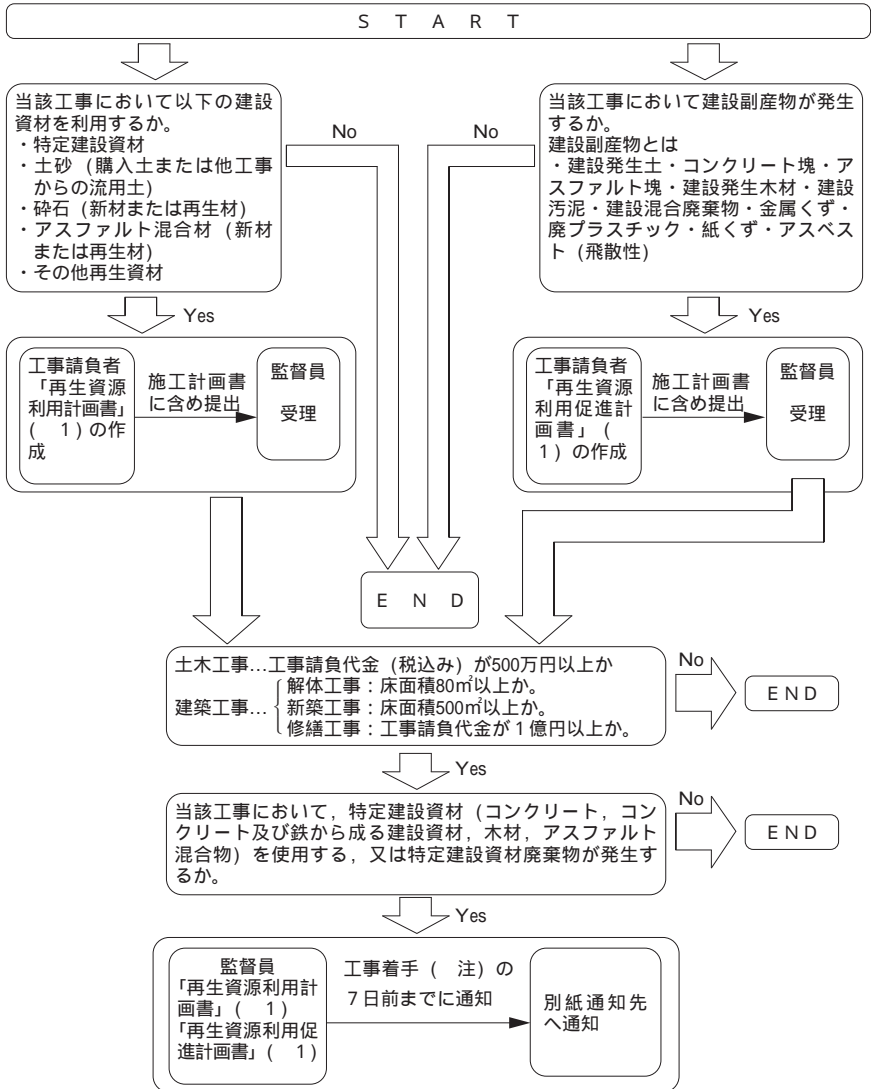 S T A R T
当該工事において以下の建設
資材を利用するか。
・特定建設資材
・土砂（購入土または他工事
からの流用土）
・砕石（新材または再生材）
・アスファルト混合材（新材
または再生材）
・その他再生資材
No
No
当該工事において建設副産物が発生
するか。
建設副産物とは
・建設発生土・コンクリート塊・ア
スファルト塊・建設発生木材・建設
汚泥・建設混合廃棄物・金属くず・
廃プラスチック・紙くず・アスベス
ト（飛散性）
Yes
Yes
工事請負者
「再生資源
利用計画書」
（　１）の作
成
施工計画書
に含め提出
監督員
受理
工事請負者
「再生資源
利用促進計
画書」（　
１）の作成
施工計画書
に含め提出
監督員
受理
E N D
土木工事…工事請負代金（税込み）が500万円以上か
建築工事…
解体工事：床面積80㎡以上か。
新築工事：床面積500㎡以上か。
修繕工事：工事請負代金が１億円以上か。
No
E N D
Yes
当該工事において，特定建設資材（コンクリート，コン
クリート及び鉄から成る建設資材，木材，アスファルト
混合物）を使用する，又は特定建設資材廃棄物が発生す
るか。
No
E N D
Yes
監督員
「再生資源利用計
画書」（　１）
「再生資源利用促
進計画書」（　１）
工事着手（　注）の
７日前までに通知
別紙通知先
へ通知